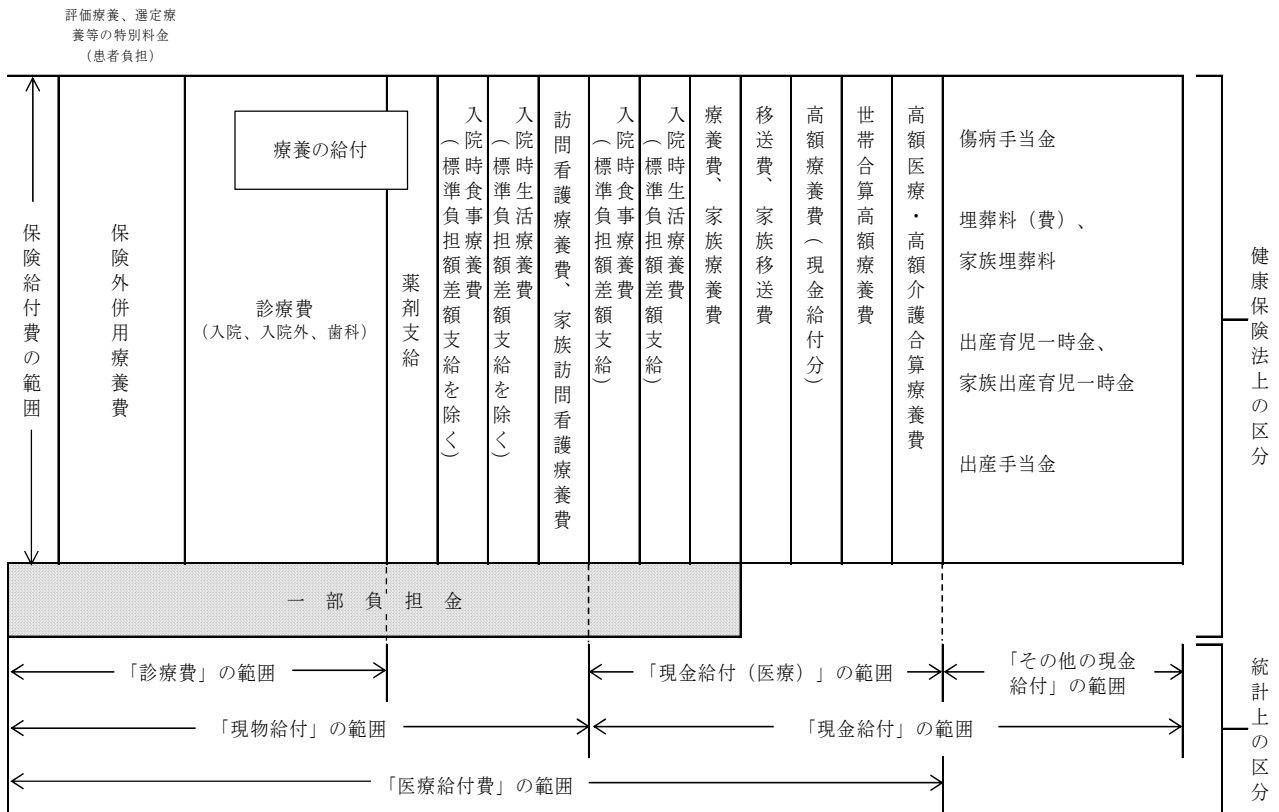 評価療養、選定療
養等の特別料金
（患者負担）
保険給付費の範囲
保険外併用療養費
療養の給付
診療費
（入院、入院外、歯科）
薬剤支給
入院時食事療養費
（標準負担額差額支給を除く）
入院時生活療養費
（標準負担額差額支給を除く）
訪問看護療養費、家族訪問看護療養費
入院時食事療養費
（標準負担額差額支給）
入院時生活療養費
（標準負担額差額支給）
療養費、家族療養費
移送費、家族移送費
高額療養費（現金給付分）
世帯合算高額療養費
高額医療・高額介護合算療養費
傷病手当金
埋葬料（費）、
家族埋葬料
出産育児一時金、
家族出産育児一時金
出産手当金
健康保険法上の区分
一部負担金
「診療費」の範囲
「現金給付（医療）」の範囲
「その他の現金
給付」の範囲
「現物給付」の範囲
「現金給付」の範囲
「医療給付費」の範囲
統計上の区分